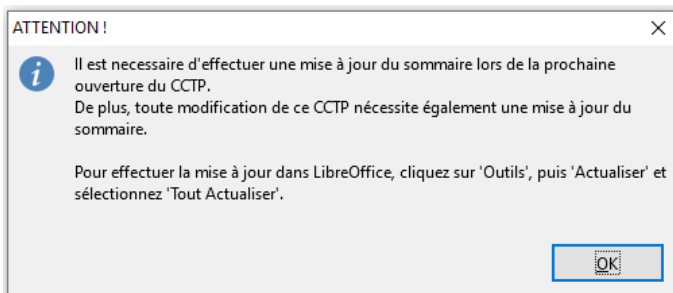 ATTENTION !
Il est necessaire d'effectuer une mise à jour du sommaire lors de la prochaine
ouverture du CCTP.
De plus, toute modification de ce CCTP nécessite également une mise à jour du
sommaire.
Pour effectuer la mise à jour dans LibreOffice, cliquez sur 'Outils', puis 'Actualiser' et
sélectionnez 'Tout Actualiser'.
OK